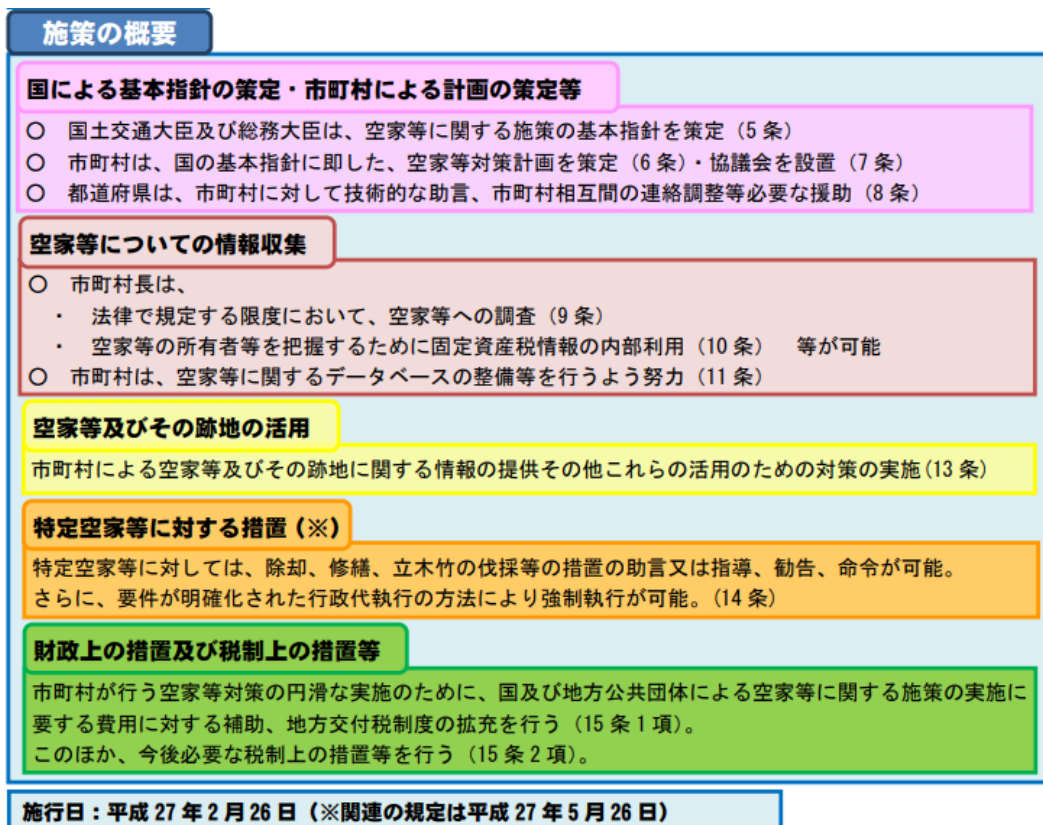 施策の概要
国による基本指針の策定・市町村による計画の策定等
○ 国土交通大臣及び総務大臣は、空家等に関する施策の基本指針を策定（5条）
○ 市町村は、国の基本指針に即した、空家等対策計画を策定（6条）・協議会を設置（7条）
○ 都道府県は、市町村に対して技術的な助言、市町村相互間の連絡調整等必要な援助（8条）
空家等についての情報収集
○ 市町村長は、
・ 法律で規定する限度において、空家等への調査（9条）
・ 空家等の所有者等を把握するために固定資産税情報の内部利用（10条） 等が可能
○ 市町村は、空家等に関するデータベースの整備等を行うよう努力（11条）
空家等及びその跡地の活用
市町村による空家等及びその跡地に関する情報の提供その他これらの活用のための対策の実施(13条)
特定空家等に対する措置（※）
特定空家等に対しては、除却、修繕、立木竹の伐採等の措置の助言又は指導、勧告、命令が可能。
さらに、要件が明確化された行政代執行の方法により強制執行が可能。(14条)
財政上の措置及び税制上の措置等
市町村が行う空家等対策の円滑な実施のために、国及び地方公共団体による空家等に関する施策の実施に
要する費用に対する補助、地方交付税制度の拡充を行う（15条1項）。
このほか、今後必要な税制上の措置等を行う（15条2項）。
施行日：平成27年2月26日（※関連の規定は平成27年5月26日）